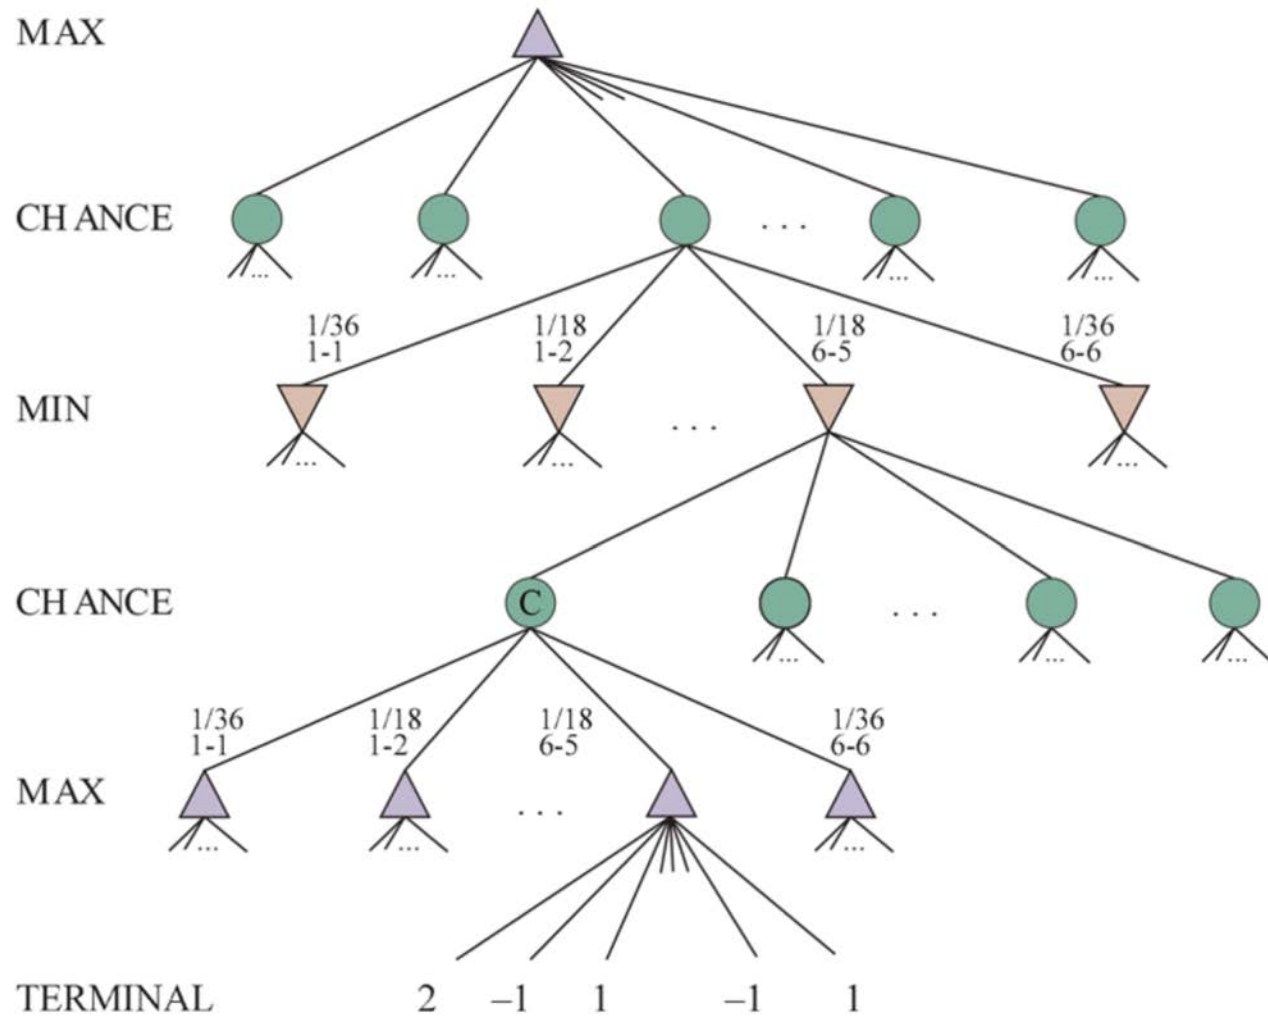 MAX
CHANCE
. . .
... ... ... ... ...
1/36 1/18 1/18 1/36
1-1 1-2 6-5 6-6
MIN
. . .
... ... ...
CHANCE C . . .
... ... ...
1/36 1/18 1/18 1/36
1-1 1-2 6-5 6-6
MAX . . .
... ... ...
TERMINAL 2 –1 1 –1 1